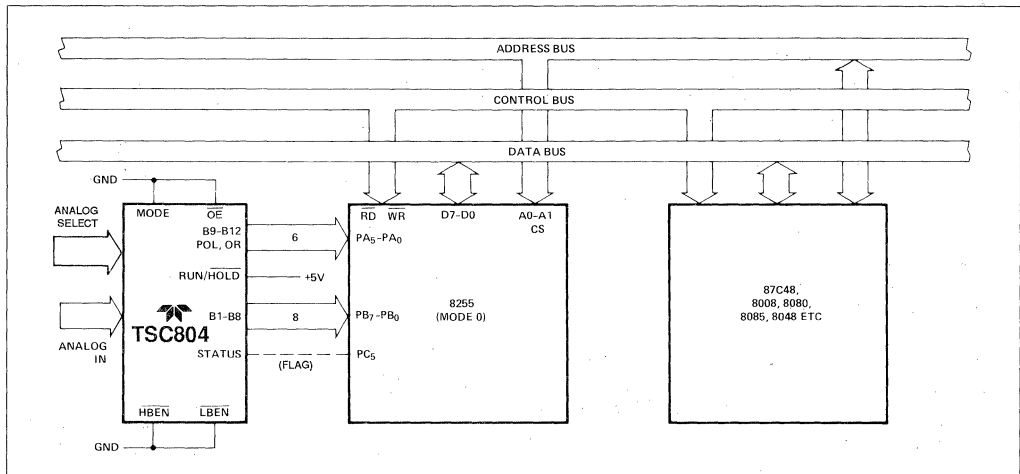 ADDRESS BUS
CONTROL BUS
DATA BUS
GND
MODE
OE
ANALOG
SELECT
B9-B12
POL, OR
6
RUN/HOLD
+5V
TSC804
B1-B8
8
ANALOG
IN
STATUS
(FLAG)
HBEN
LBEN
GND
RD
WR
D7-D0
A0-A1
CS
PA5-PA0
8255
(MODE 0)
PB7-PB0
PC5
87C48,
8008, 8080,
8085, 8048 ETC